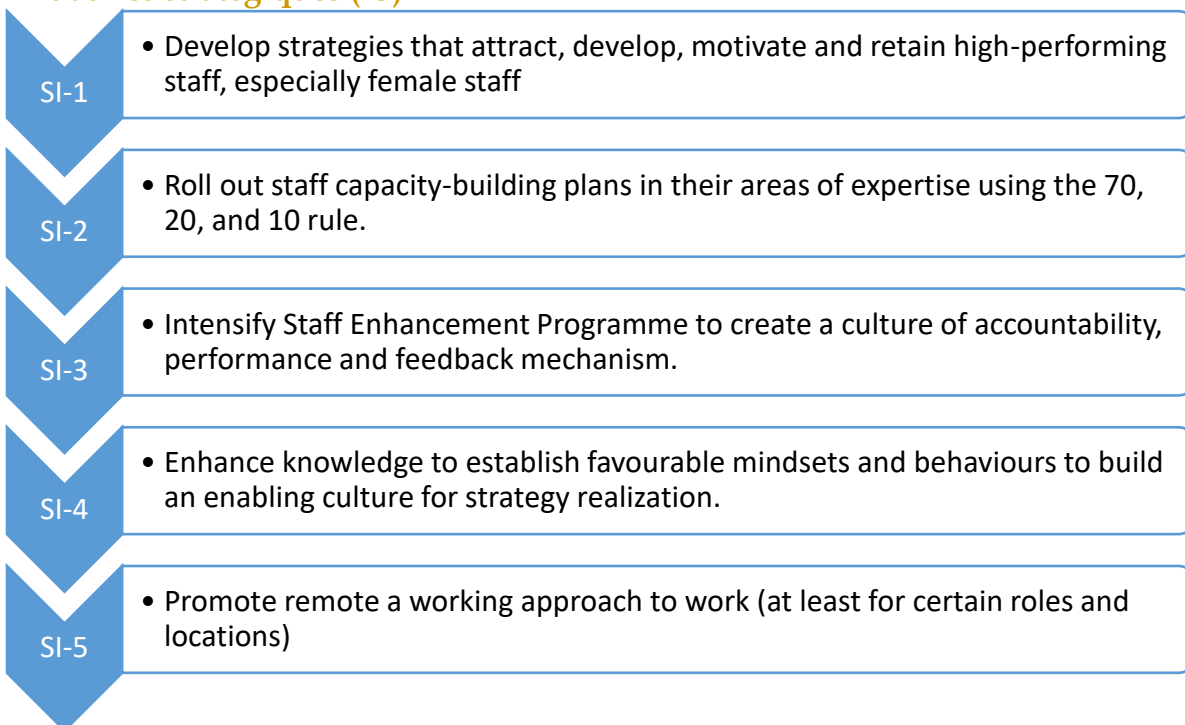 SI-1
• Develop strategies that attract, develop, motivate and retain high-performing
staff, especially female staff
SI-2
• Roll out staff capacity-building plans in their areas of expertise using the 70,
20, and 10 rule.
SI-3
• Intensify Staff Enhancement Programme to create a culture of accountability,
performance and feedback mechanism.
SI-4
• Enhance knowledge to establish favourable mindsets and behaviours to build
an enabling culture for strategy realization.
SI-5
• Promote remote a working approach to work (at least for certain roles and
locations)